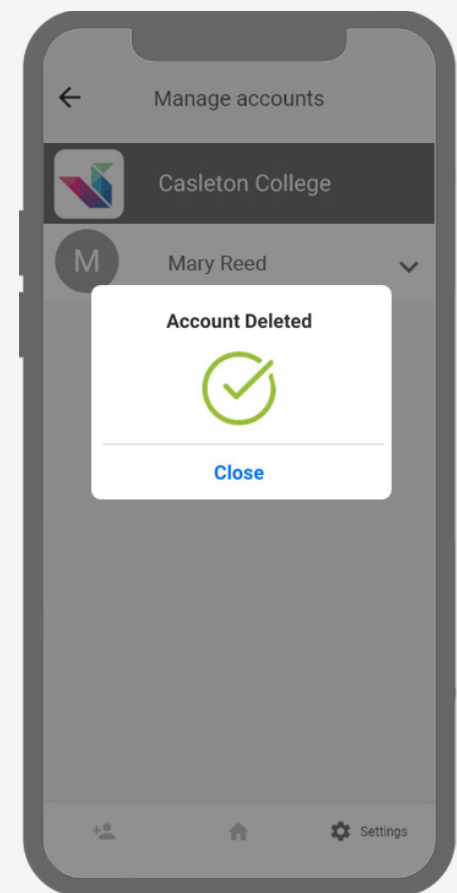 Manage accounts
Casleton College
M
Mary Reed
Account Deleted
Close
Settings